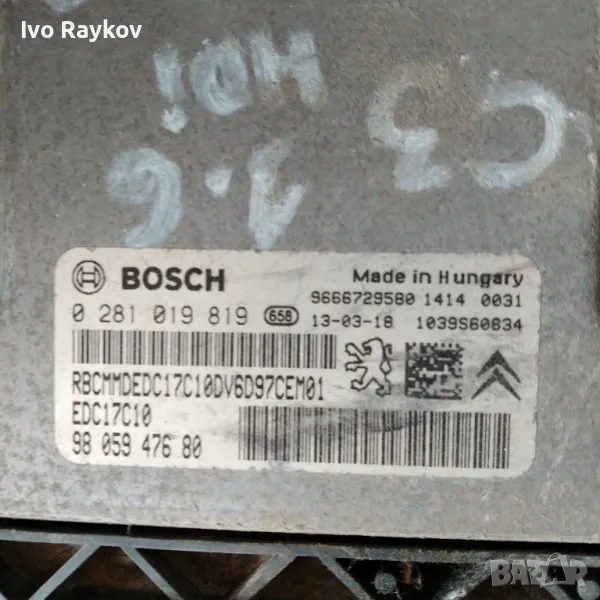 Ivo Raykov
C3
HDi
1.6
BOSCH
Made in Hungary
9666729580 1414 0031
0 281 019 819 658 13-03-18 1039S60834
RBCMMDEDC17C10DV6D97CEM01
EDC17C10
98 059 476 80
BAZAR